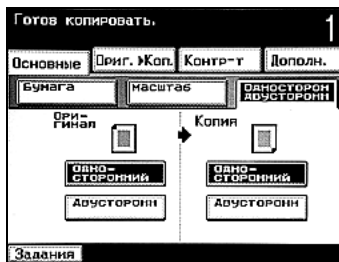 Готов копировать.
1
Основные Ориг.➔Коп. Контр-т Дополн.
Бумага Масштаб ОДНОСТОРОН
ДВУСТОРОНН
Ори-
гинал
Копия
ОДНО-
СТОРОННИЙ
ОДНО-
СТОРОННИЙ
Двусторонн Двусторонн
Задания